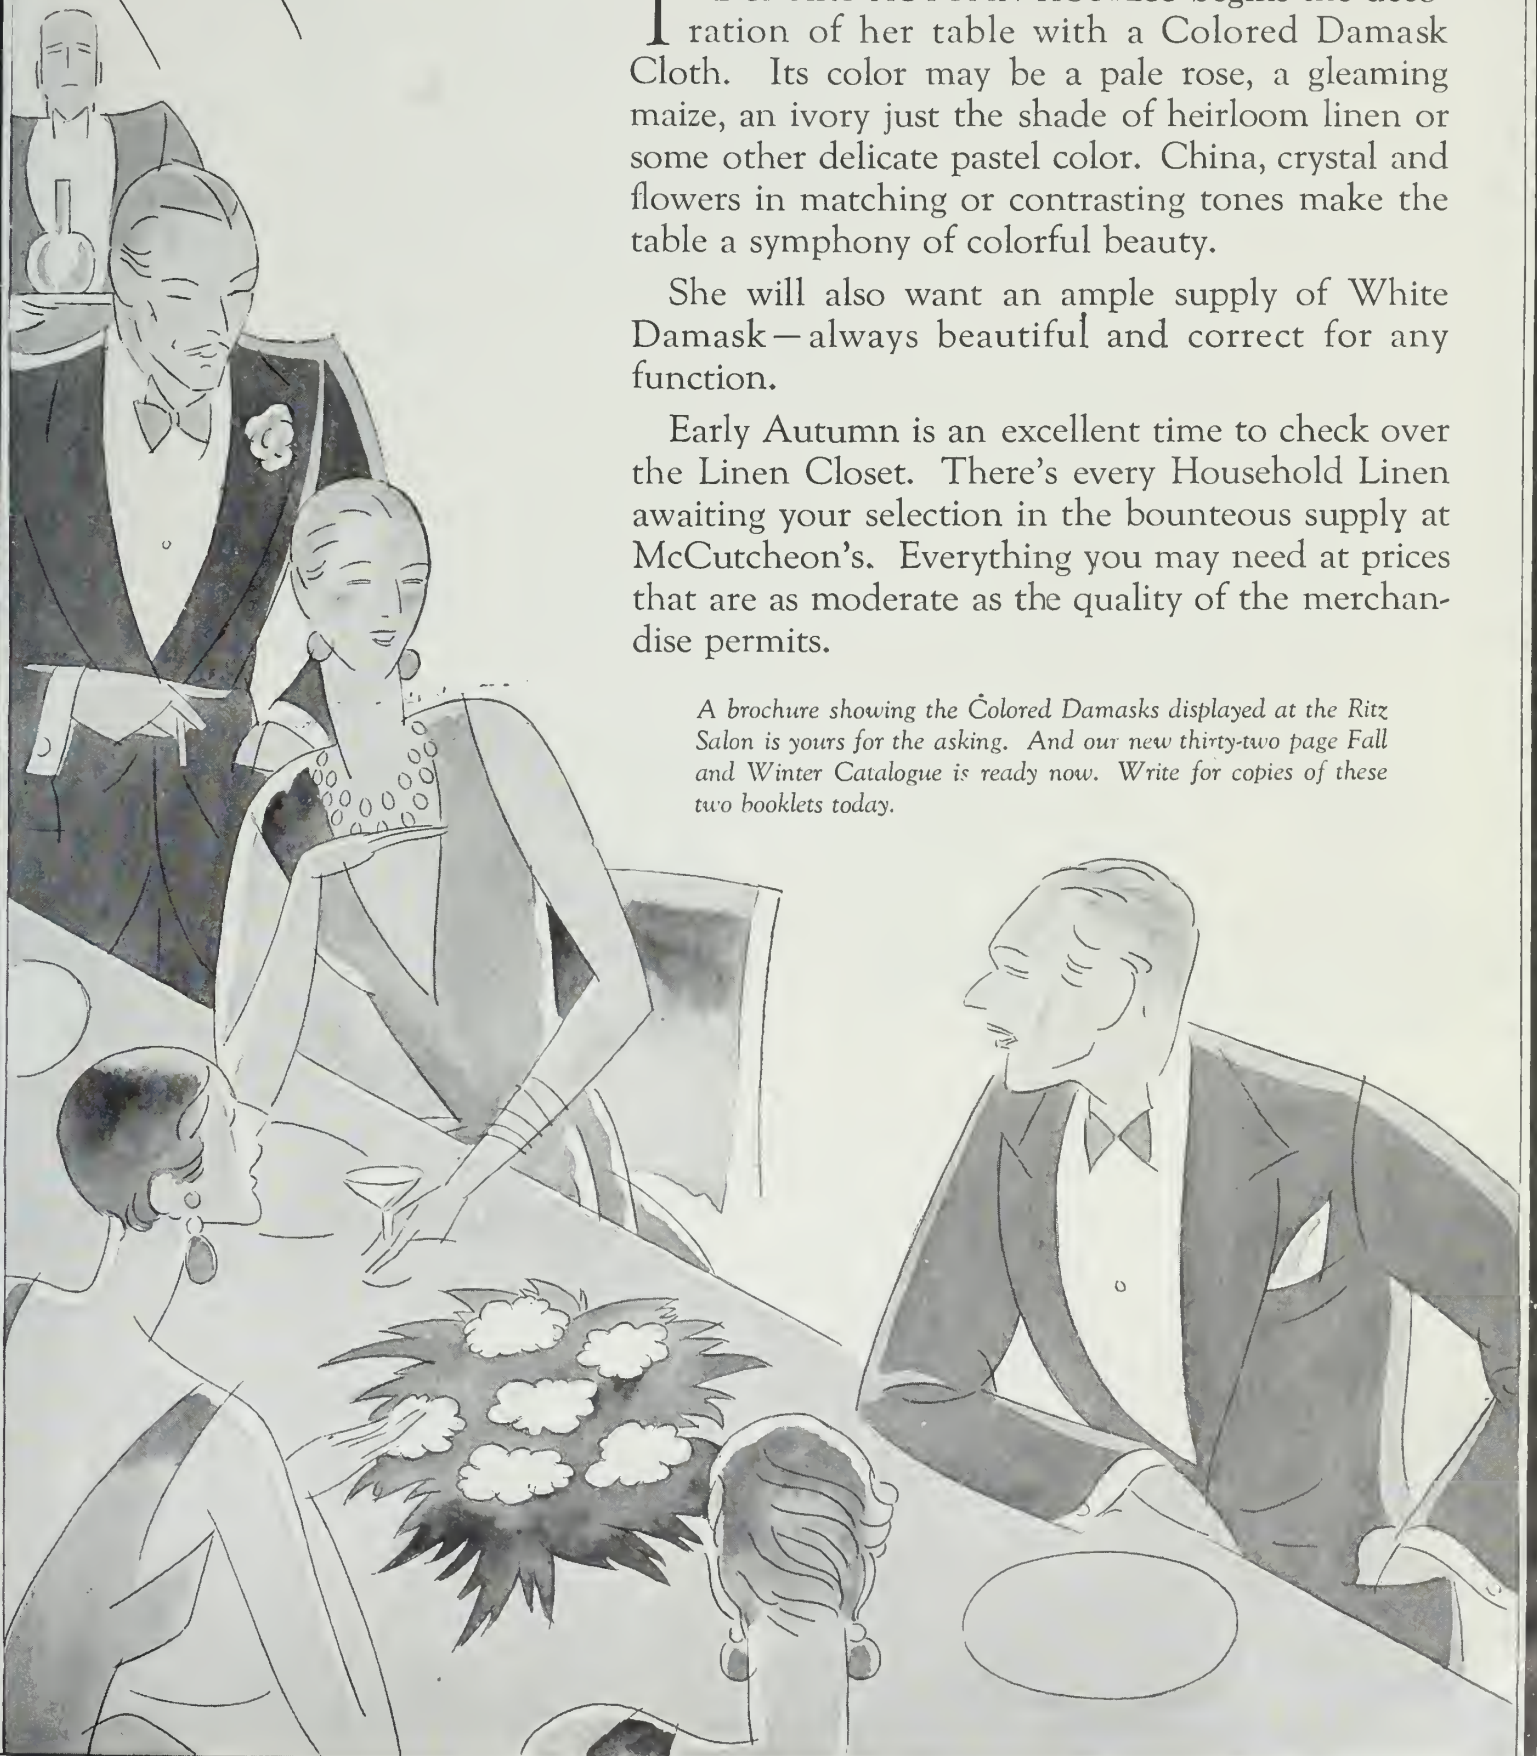 begins the deco-
ration of her table with a Colored Damask
Cloth. Its color may be a pale rose, a gleaming
maize, an ivory just the shade of heirloom linen or
some other delicate pastel color. China, crystal and
flowers in matching or contrasting tones make the
table a symphony of colorful beauty.
She will also want an ample supply of White
Damask—always beautiful and correct for any
function.
Early Autumn is an excellent time to check over
the Linen Closet. There's every Household Linen
awaiting your selection in the bounteous supply at
McCutcheon's. Everything you may need at prices
that are as moderate as the quality of the merchan-
dise permits.
A brochure showing the Colored Damasks displayed at the Ritz
Salon is yours for the asking. And our new thirty-two page Fall
and Winter Catalogue is ready now. Write for copies of these
two booklets today.